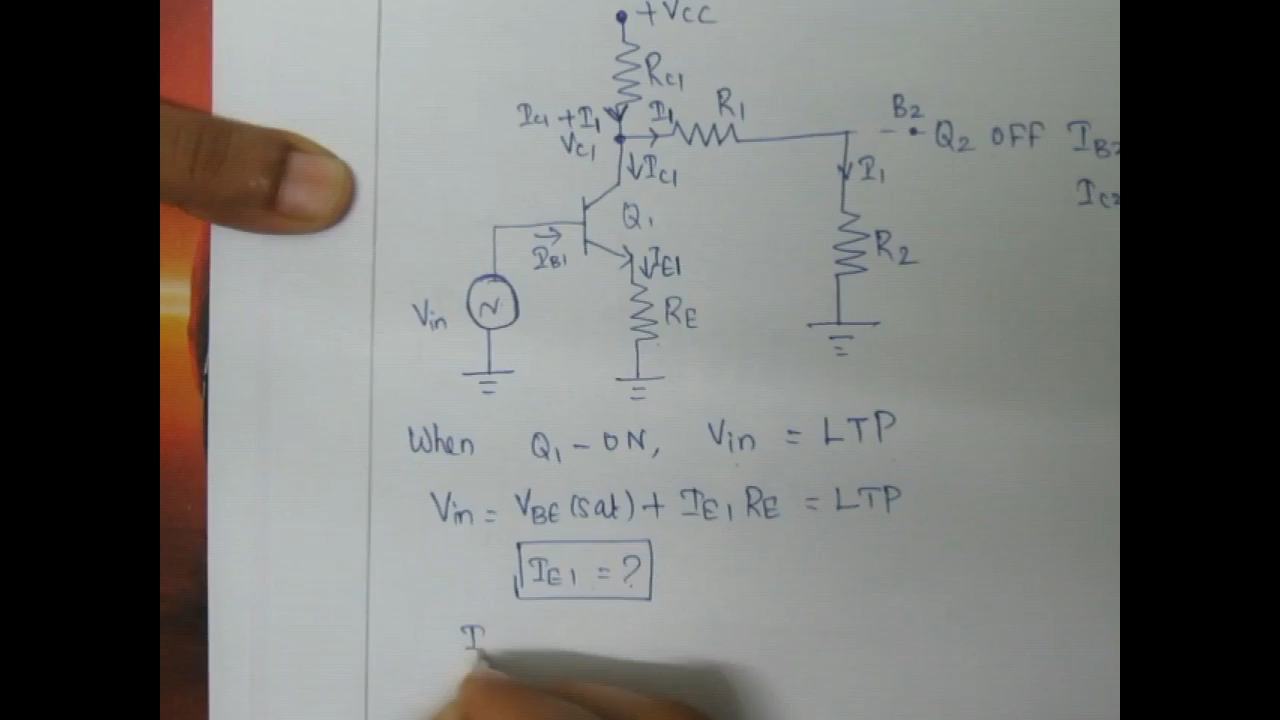 +VCC
RC1
IC1 + I1
I1
R1
VC1
IC1
B2
Q2 OFF
I1
Q1
IB1
IE1
R2
Vin
RE
When Q1 - ON, Vin = LTP
Vin = VBE(sat) + IE1 RE = LTP
IE1 = ?
I